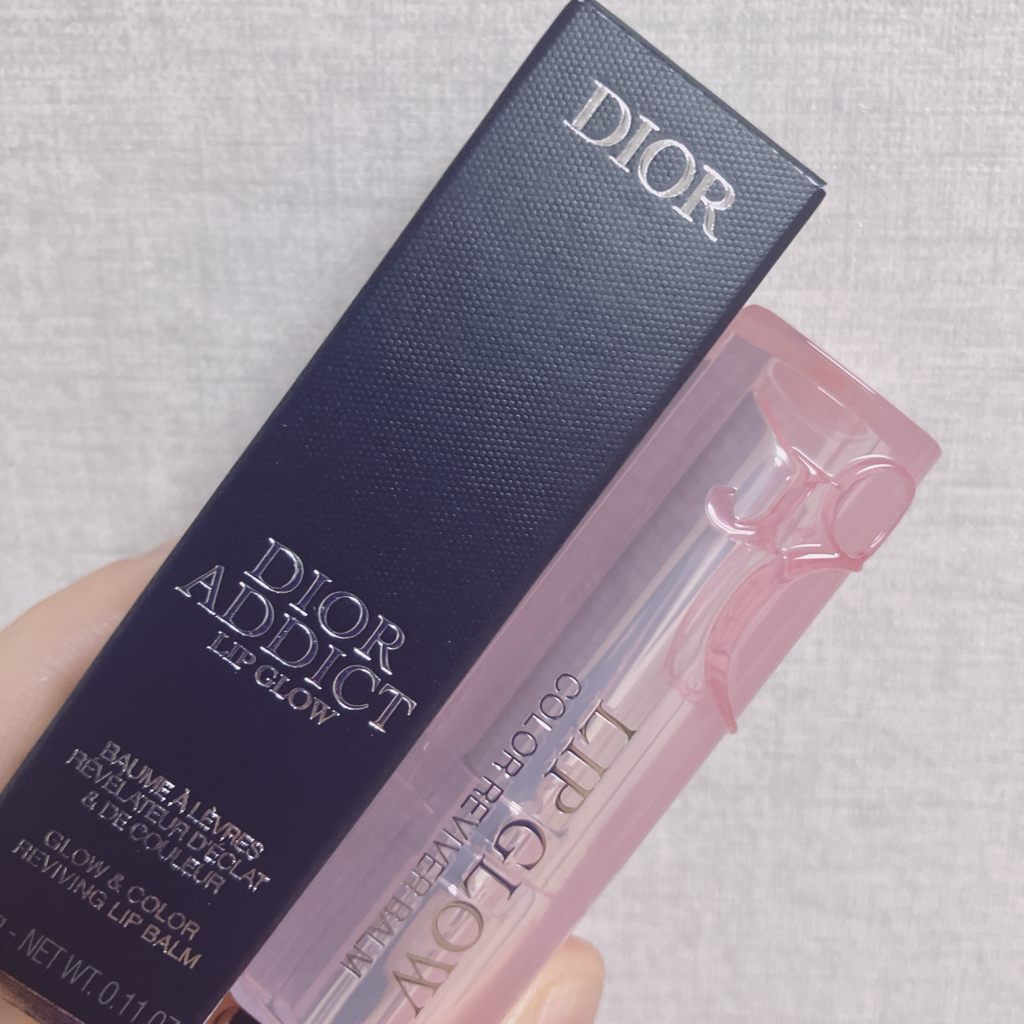 DIOR
DIOR
ADDICT
LIP GLOW
BAUME À LÈVRES
RÉVÉLATEUR D'ÉCLAT
& DE COULEUR
GLOW & COLOR
REVIVING LIP BALM
- NET WT. 0.11 OZ
LIP GLOW
COLOR REVIVER BALM